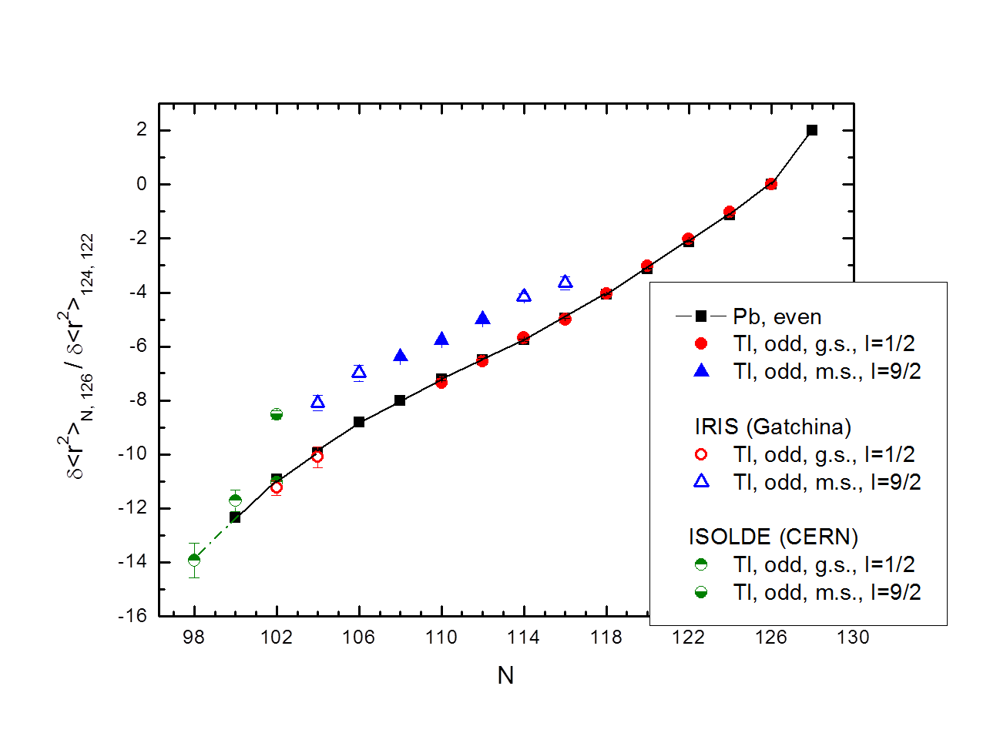 2
0
-2
-4
-6
-8
-10
-12
-14
-16
98 102 106 110 114 118 122 126 130
N
δ<r²>N, 126 / δ<r²>124, 122
Pb, even
Tl, odd, g.s., I=1/2
Tl, odd, m.s., I=9/2
IRIS (Gatchina)
Tl, odd, g.s., I=1/2
Tl, odd, m.s., I=9/2
ISOLDE (CERN)
Tl, odd, g.s., I=1/2
Tl, odd, m.s., I=9/2